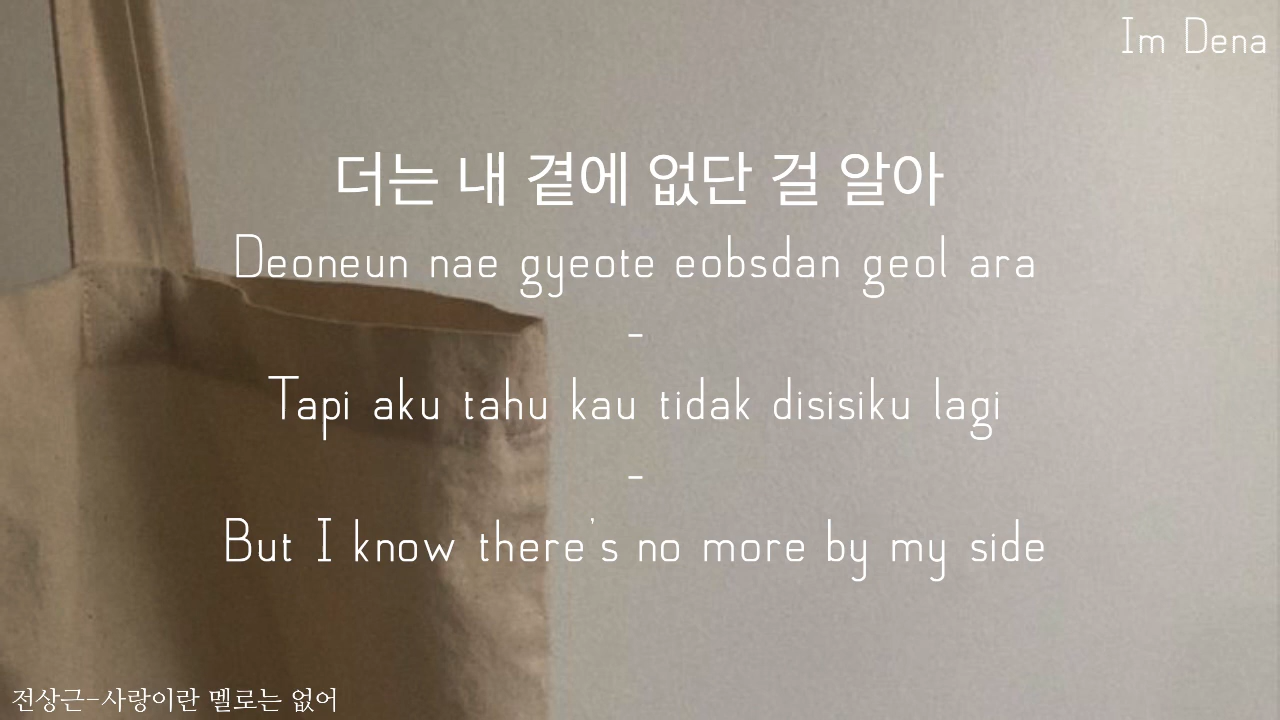 Im Dena
더는 내 곁에 없단 걸 알아
Deoneun nae gyeote eobsdan geol ara
-
Tapi aku tahu kau tidak disisiku lagi
-
But I know there's no more by my side
전상근-사랑이란 멜로는 없어